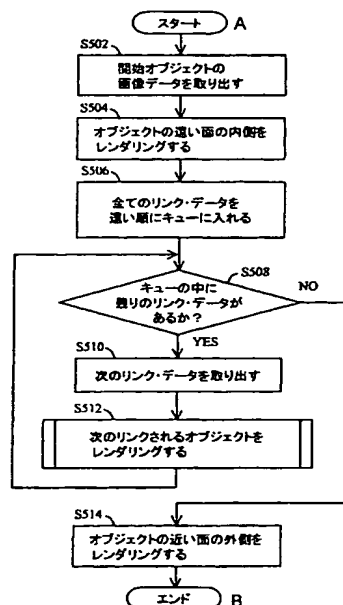 スタート A
S502
開始オブジェクトの
画像データを取り出す
S504
オブジェクトの遠い面の内側を
レンダリングする
S506
全てのリンク・データを
遠い順にキューに入れる
S508
キューの中に
残りのリンク・データが
あるか?
NO
YES
S510
次のリンク・データを取り出す
S512
次のリンクされるオブジェクトを
レンダリングする
S514
オブジェクトの近い面の外側を
レンダリングする
エンド B